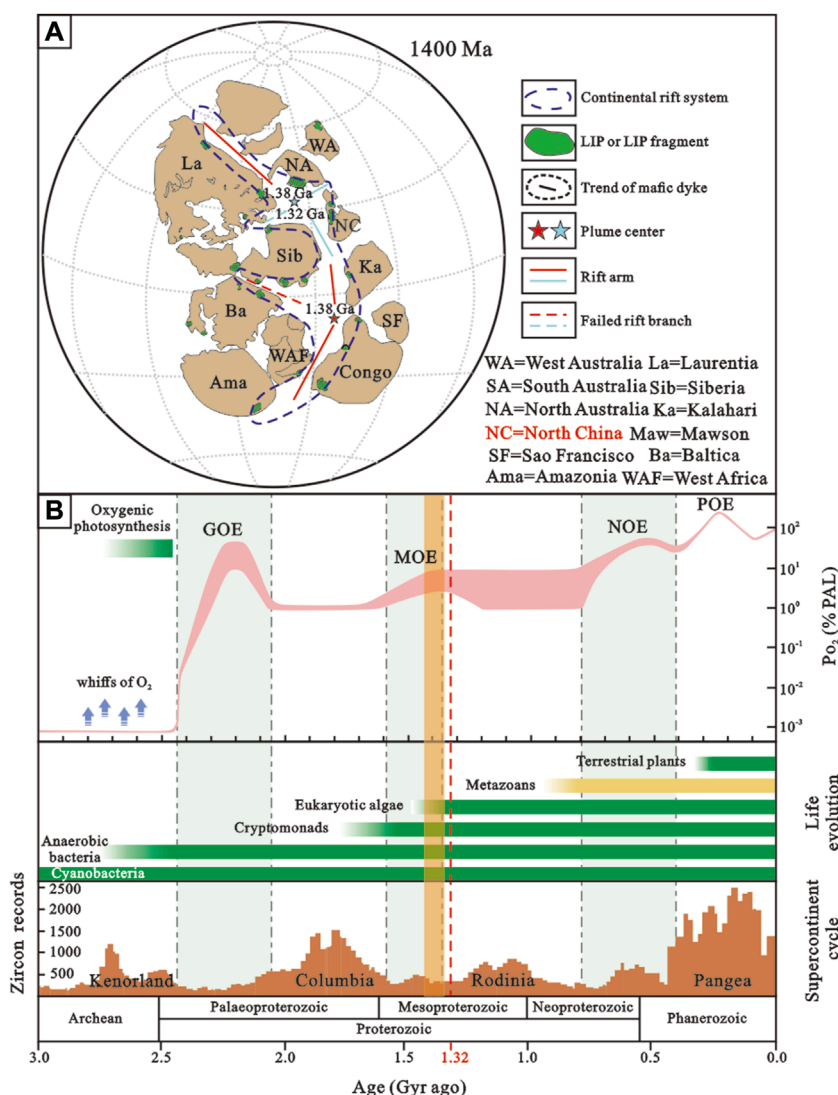 A
1400 Ma
WA
La
NA
1.38 Ga
1.32 Ga
NC
Sib
Ka
Ba
1.38 Ga
SF
WAF
Ama
Congo
Continental rift system
LIP or LIP fragment
Trend of mafic dyke
Plume center
Rift arm
Failed rift branch
WA=West Australia La=Laurentia
SA=South Australia Sib=Siberia
NA=North Australia Ka=Kalahari
NC=North China Maw=Mawson
SF=Sao Francisco Ba=Baltica
Ama=Amazonia WAF=West Africa
B
Oxygenic
photosynthesis
GOE
MOE
NOE
POE
whiffs of O₂
10²
10
10⁰
10⁻¹
10⁻²
10⁻³
Po₂ (% PAL)
Terrestrial plants
Metazoans
Eukaryotic algae
Cryptomonads
Anaerobic
bacteria
Cyanobacteria
Life
evolution
2500
2000
1500
1000
500
Zircon records
Kenorland
Columbia
Rodinia
Pangea
Supercontinent
cycle
Archean
Palaeoproterozoic
Mesoproterozoic
Neoproterozoic
Proterozoic
Phanerozoic
3.0
2.5
2.0
1.5
1.32
1.0
0.5
0.0
Age (Gyr ago)